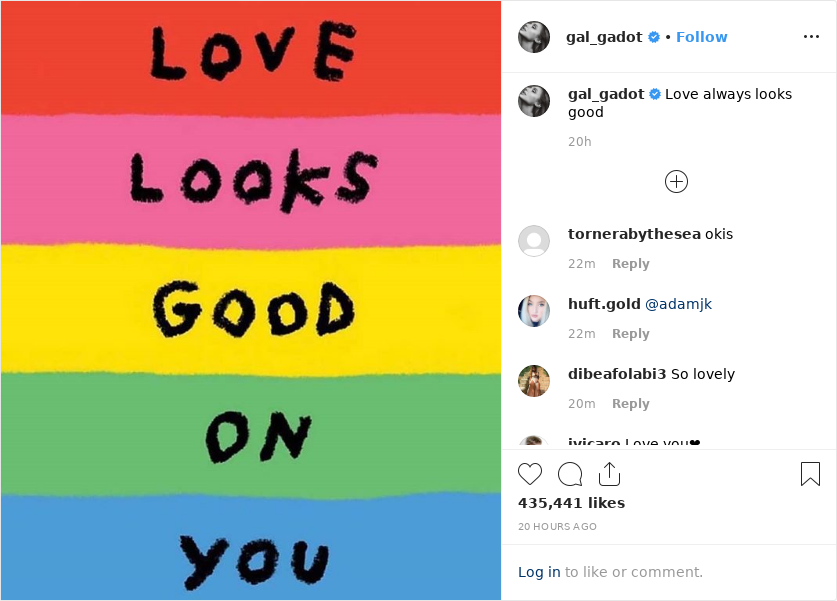 LOVE
LOOKS
GOOD
ON
YOU
gal_gadot • Follow
gal_gadot Love always looks
good
20h
tornerabythesea okis
22m Reply
huft.gold @adamjk
22m Reply
dibeafolabi3 So lovely
20m Reply
ivicaro Love you❤
435,441 likes
20 HOURS AGO
Log in to like or comment.